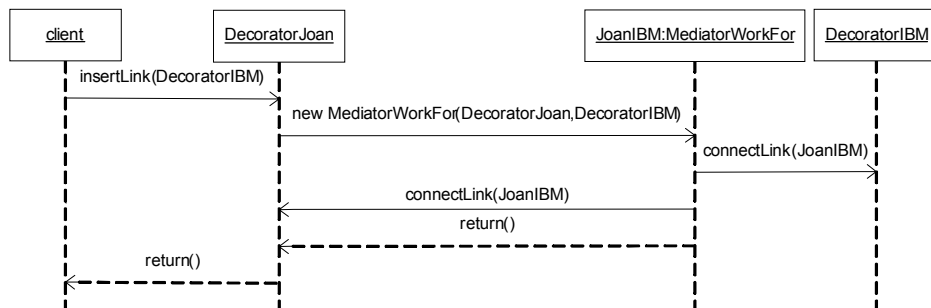 client
DecoratorJoan
JoanIBM:MediatorWorkFor
DecoratorIBM
insertLink(DecoratorIBM)
new MediatorWorkFor(DecoratorJoan,DecoratorIBM)
connectLink(JoanIBM)
connectLink(JoanIBM)
return()
return()